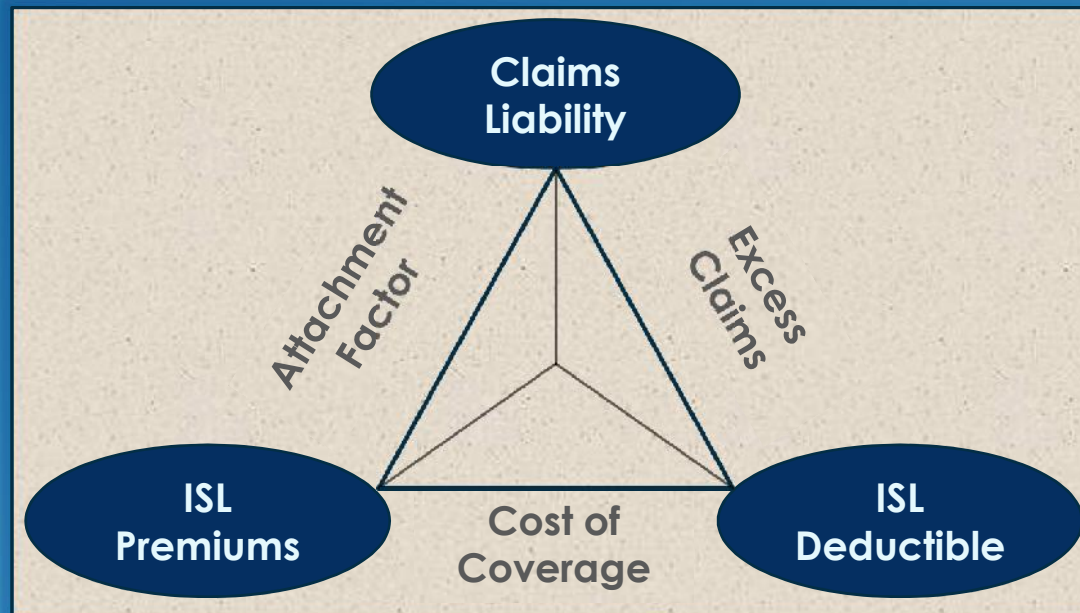 Claims
Liability
Attachment
Factor
Excess
Claims
ISL
Premiums
Cost of
Coverage
ISL
Deductible